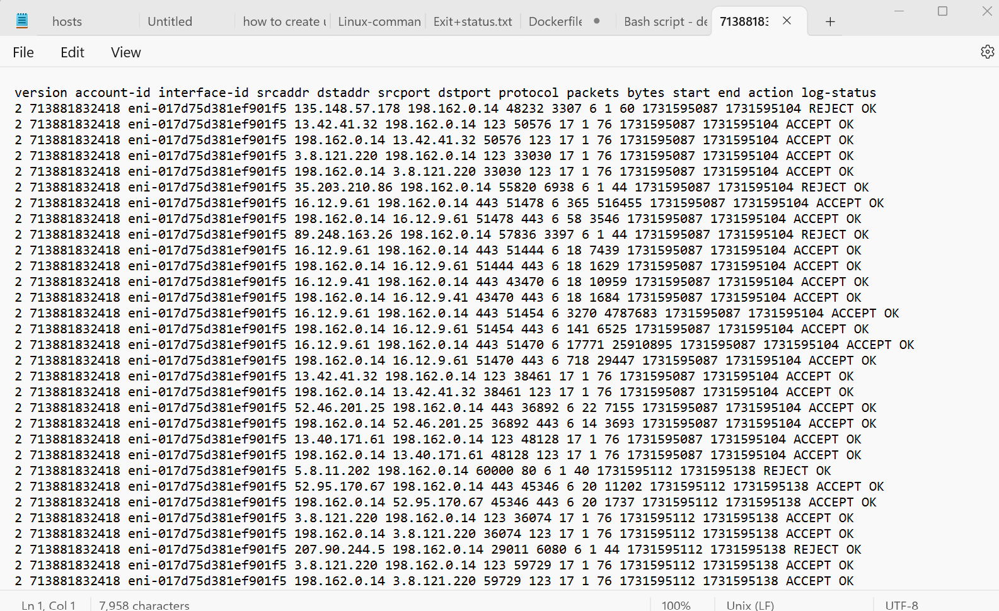 hosts Untitled how to create Linux-comman Exit+status.txt Dockerfile Bash script - de 71388183
File Edit View
version account-id interface-id srcaddr dstaddr srcport dstport protocol packets bytes start end action log-status
2 713881832418 eni-017d75d381ef901f5 135.148.57.178 198.162.0.14 48232 3307 6 1 60 1731595087 1731595104 REJECT OK
2 713881832418 eni-017d75d381ef901f5 13.42.41.32 198.162.0.14 123 50576 17 1 76 1731595087 1731595104 ACCEPT OK
2 713881832418 eni-017d75d381ef901f5 198.162.0.14 13.42.41.32 50576 123 17 1 76 1731595087 1731595104 ACCEPT OK
2 713881832418 eni-017d75d381ef901f5 3.8.121.220 198.162.0.14 123 33030 17 1 76 1731595087 1731595104 ACCEPT OK
2 713881832418 eni-017d75d381ef901f5 198.162.0.14 3.8.121.220 33030 123 17 1 76 1731595087 1731595104 ACCEPT OK
2 713881832418 eni-017d75d381ef901f5 35.203.210.86 198.162.0.14 55820 6938 6 1 44 1731595087 1731595104 REJECT OK
2 713881832418 eni-017d75d381ef901f5 16.12.9.61 198.162.0.14 443 51478 6 365 516455 1731595087 1731595104 ACCEPT OK
2 713881832418 eni-017d75d381ef901f5 198.162.0.14 16.12.9.61 51478 443 6 58 3546 1731595087 1731595104 ACCEPT OK
2 713881832418 eni-017d75d381ef901f5 89.248.163.26 198.162.0.14 57836 3397 6 1 44 1731595087 1731595104 REJECT OK
2 713881832418 eni-017d75d381ef901f5 16.12.9.61 198.162.0.14 443 51444 6 18 7439 1731595087 1731595104 ACCEPT OK
2 713881832418 eni-017d75d381ef901f5 198.162.0.14 16.12.9.61 51444 443 6 18 1629 1731595087 1731595104 ACCEPT OK
2 713881832418 eni-017d75d381ef901f5 16.12.9.41 198.162.0.14 443 43470 6 18 10959 1731595087 1731595104 ACCEPT OK
2 713881832418 eni-017d75d381ef901f5 198.162.0.14 16.12.9.41 43470 443 6 18 1684 1731595087 1731595104 ACCEPT OK
2 713881832418 eni-017d75d381ef901f5 16.12.9.61 198.162.0.14 443 51454 6 3270 4787683 1731595087 1731595104 ACCEPT OK
2 713881832418 eni-017d75d381ef901f5 198.162.0.14 16.12.9.61 51454 443 6 141 6525 1731595087 1731595104 ACCEPT OK
2 713881832418 eni-017d75d381ef901f5 16.12.9.61 198.162.0.14 443 51470 6 17771 25910895 1731595087 1731595104 ACCEPT OK
2 713881832418 eni-017d75d381ef901f5 198.162.0.14 16.12.9.61 51470 443 6 718 29447 1731595087 1731595104 ACCEPT OK
2 713881832418 eni-017d75d381ef901f5 13.42.41.32 198.162.0.14 123 38461 17 1 76 1731595087 1731595104 ACCEPT OK
2 713881832418 eni-017d75d381ef901f5 198.162.0.14 13.42.41.32 38461 123 17 1 76 1731595087 1731595104 ACCEPT OK
2 713881832418 eni-017d75d381ef901f5 52.46.201.25 198.162.0.14 443 36892 6 22 7155 1731595087 1731595104 ACCEPT OK
2 713881832418 eni-017d75d381ef901f5 198.162.0.14 52.46.201.25 36892 443 6 14 3693 1731595087 1731595104 ACCEPT OK
2 713881832418 eni-017d75d381ef901f5 13.40.171.61 198.162.0.14 123 48128 17 1 76 1731595087 1731595104 ACCEPT OK
2 713881832418 eni-017d75d381ef901f5 198.162.0.14 13.40.171.61 48128 123 17 1 76 1731595087 1731595104 ACCEPT OK
2 713881832418 eni-017d75d381ef901f5 5.8.11.202 198.162.0.14 60000 80 6 1 40 1731595112 1731595138 REJECT OK
2 713881832418 eni-017d75d381ef901f5 52.95.170.67 198.162.0.14 443 45346 6 20 11202 1731595112 1731595138 ACCEPT OK
2 713881832418 eni-017d75d381ef901f5 198.162.0.14 52.95.170.67 45346 443 6 20 1737 1731595112 1731595138 ACCEPT OK
2 713881832418 eni-017d75d381ef901f5 3.8.121.220 198.162.0.14 123 36074 17 1 76 1731595112 1731595138 ACCEPT OK
2 713881832418 eni-017d75d381ef901f5 198.162.0.14 3.8.121.220 36074 123 17 1 76 1731595112 1731595138 ACCEPT OK
2 713881832418 eni-017d75d381ef901f5 207.90.244.5 198.162.0.14 29011 6080 6 1 44 1731595112 1731595138 REJECT OK
2 713881832418 eni-017d75d381ef901f5 3.8.121.220 198.162.0.14 123 59729 17 1 76 1731595112 1731595138 ACCEPT OK
2 713881832418 eni-017d75d381ef901f5 198.162.0.14 3.8.121.220 59729 123 17 1 76 1731595112 1731595138 ACCEPT OK
Ln 1, Col 1 7,958 characters 100% Unix (LF) UTF-8